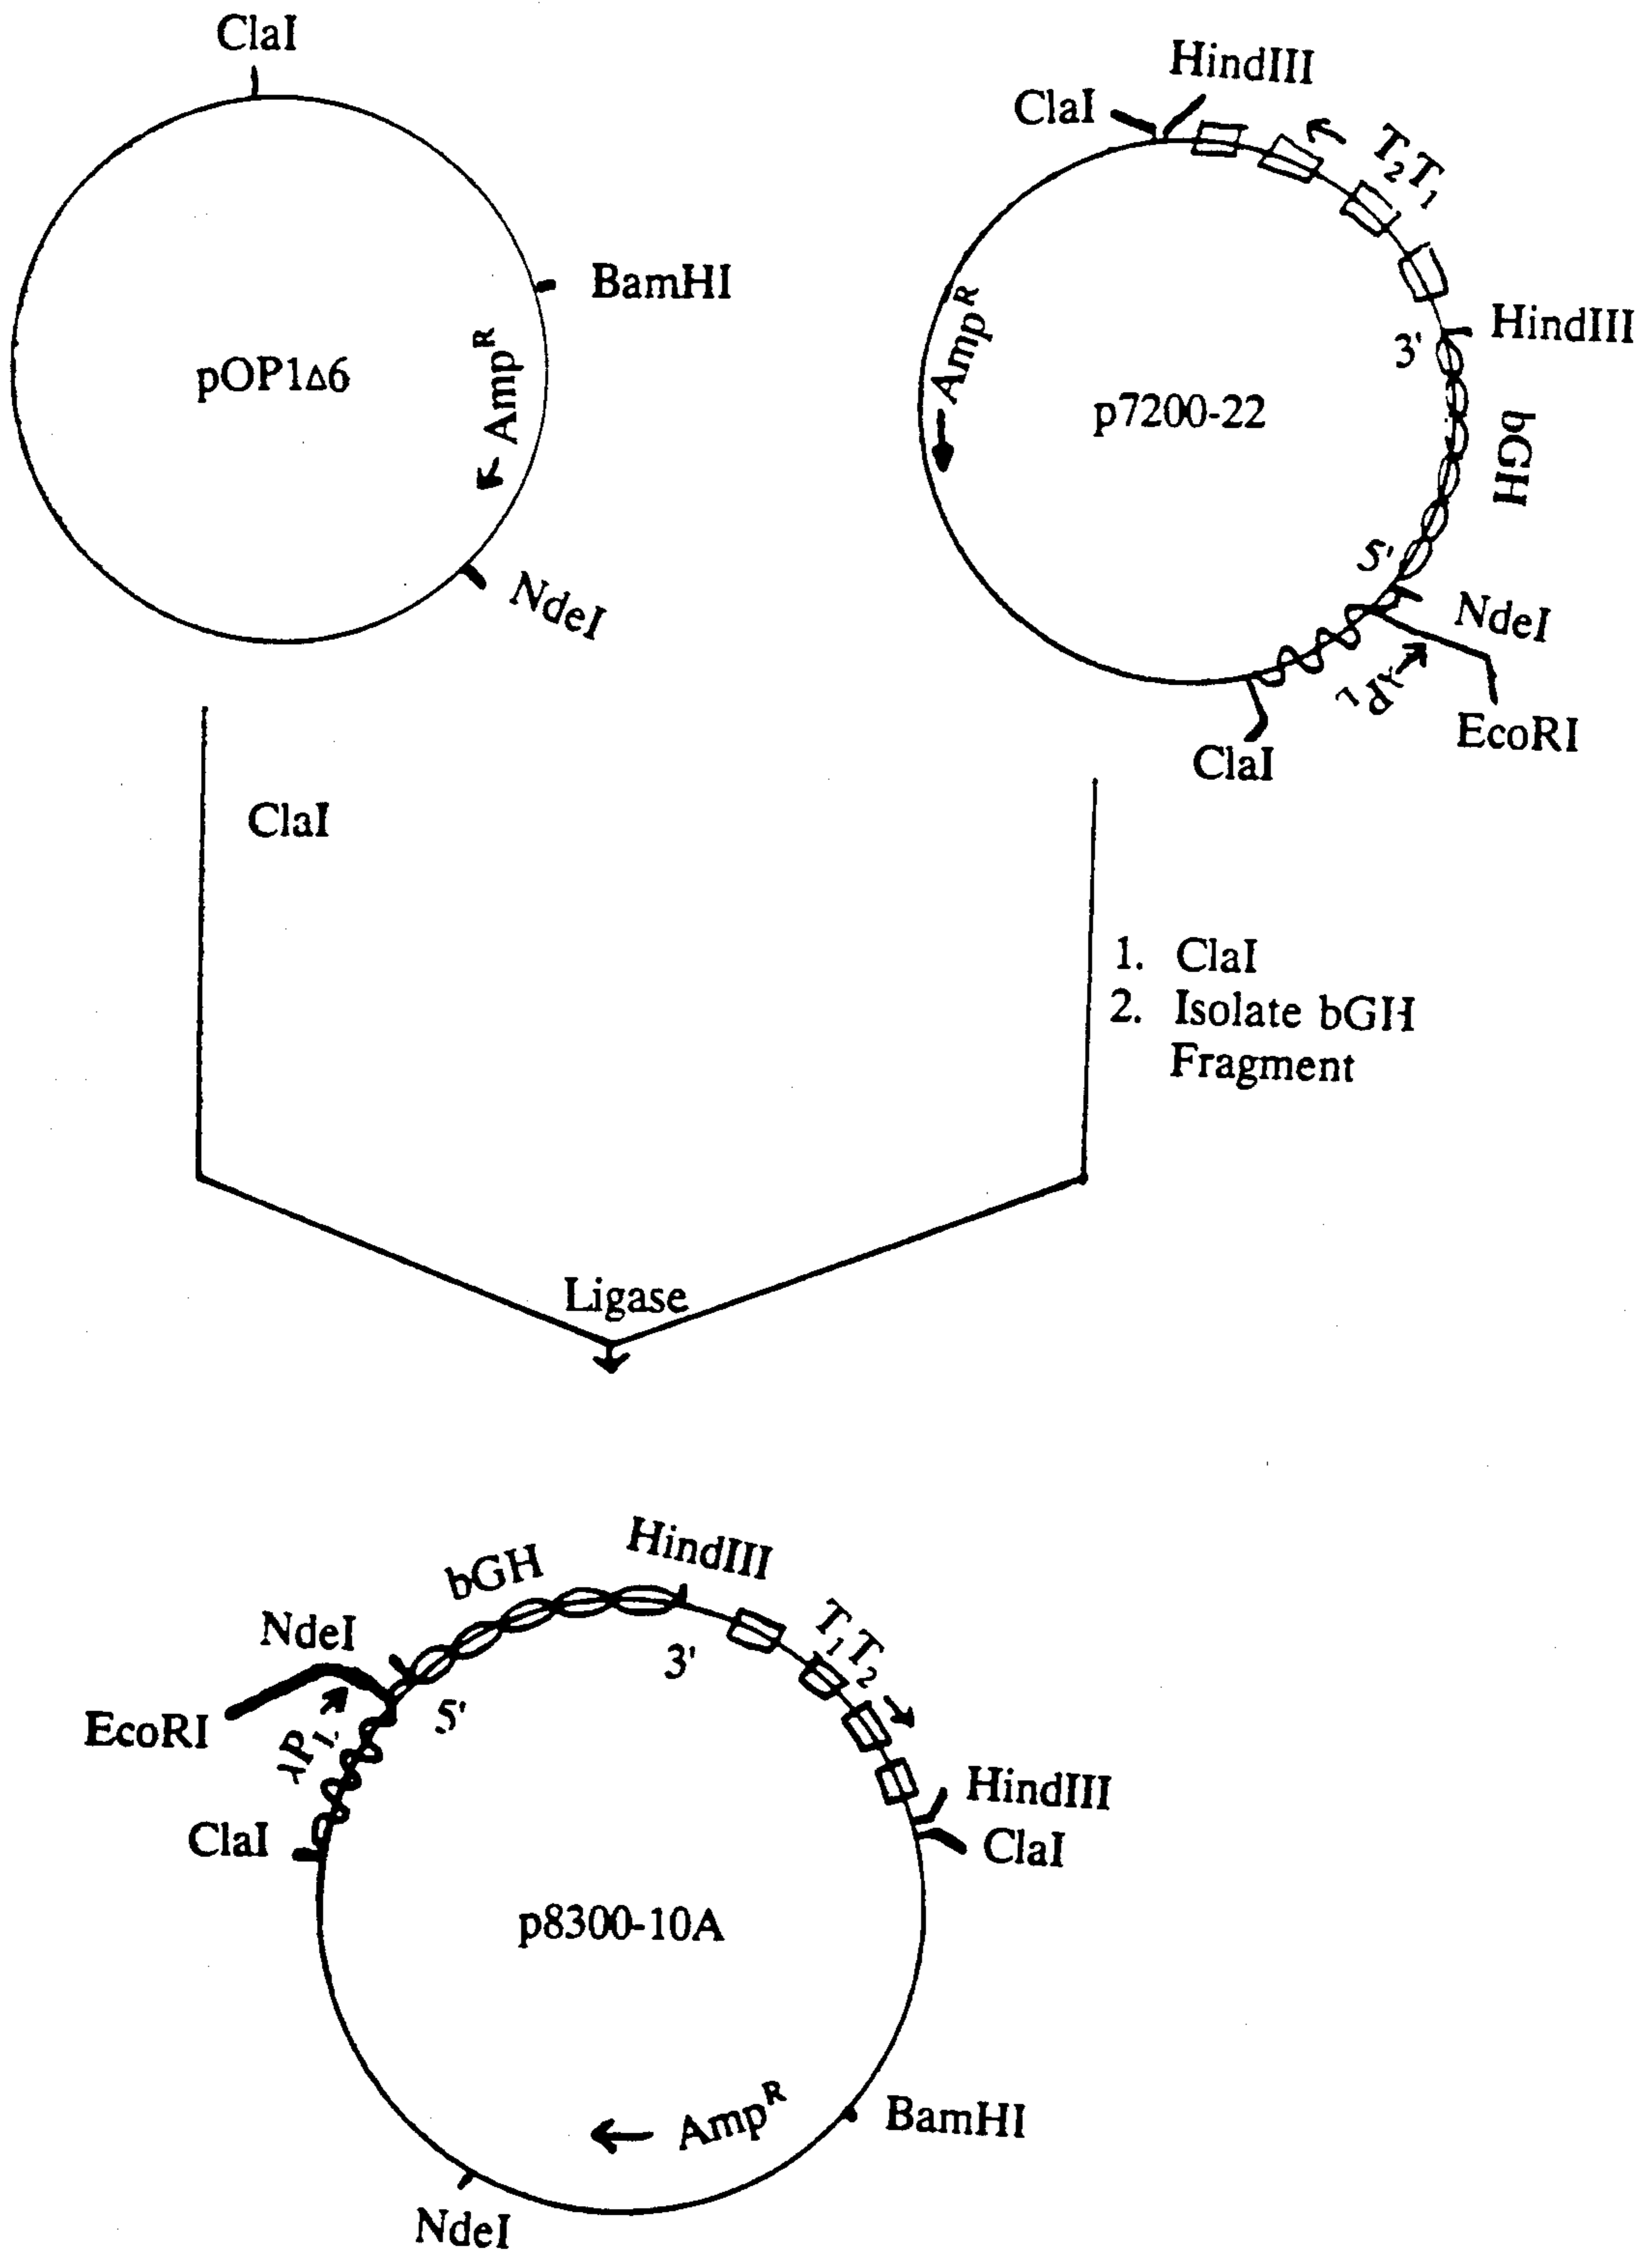 ClaI
BamHI
AmpR
pOP1Δ6
NdeI
HindIII
ClaI
T2T1
HindIII
AmpR
3'
p7200-22
bGH
5'
NdeI
λPL
EcoRI
ClaI
ClaI
1. ClaI
2. Isolate bGH
Fragment
Ligase
HindIII
bGH
NdeI
T1T2
3'
5'
EcoRI
λPL
HindIII
ClaI
ClaI
p8300-10A
AmpR
BamHI
NdeI